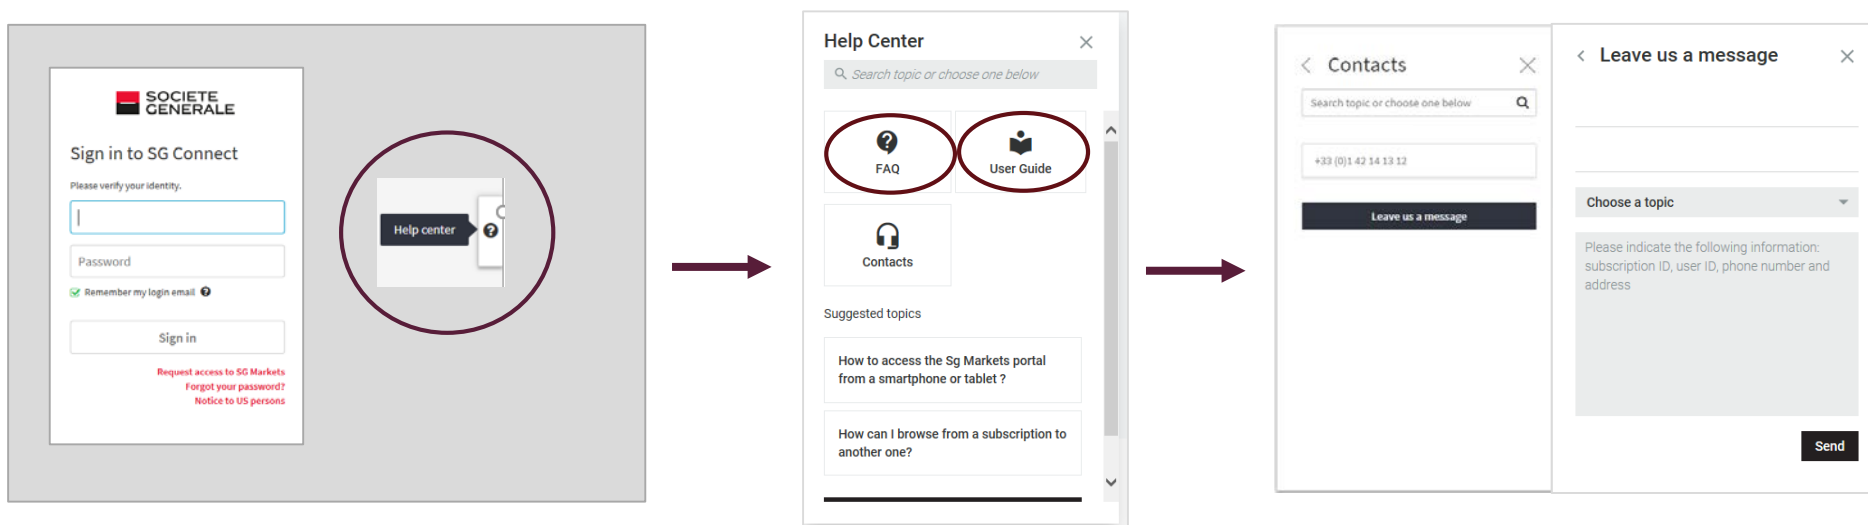 SOCIETE
GENERALE
Sign in to SG Connect
Please verify your identity.
Password
Remember my login email
Sign in
Request access to SG Markets
Forgot your password?
Notice to US persons
Help center
Help Center
Search topic or choose one below
FAQ
User Guide
Contacts
Suggested topics
How to access the Sg Markets portal
from a smartphone or tablet ?
How can I browse from a subscription to
another one?
Contacts
Search topic or choose one below
+33 (0)1 42 14 13 12
Leave us a message
Leave us a message
Choose a topic
Please indicate the following information:
subscription ID, user ID, phone number and
address
Send